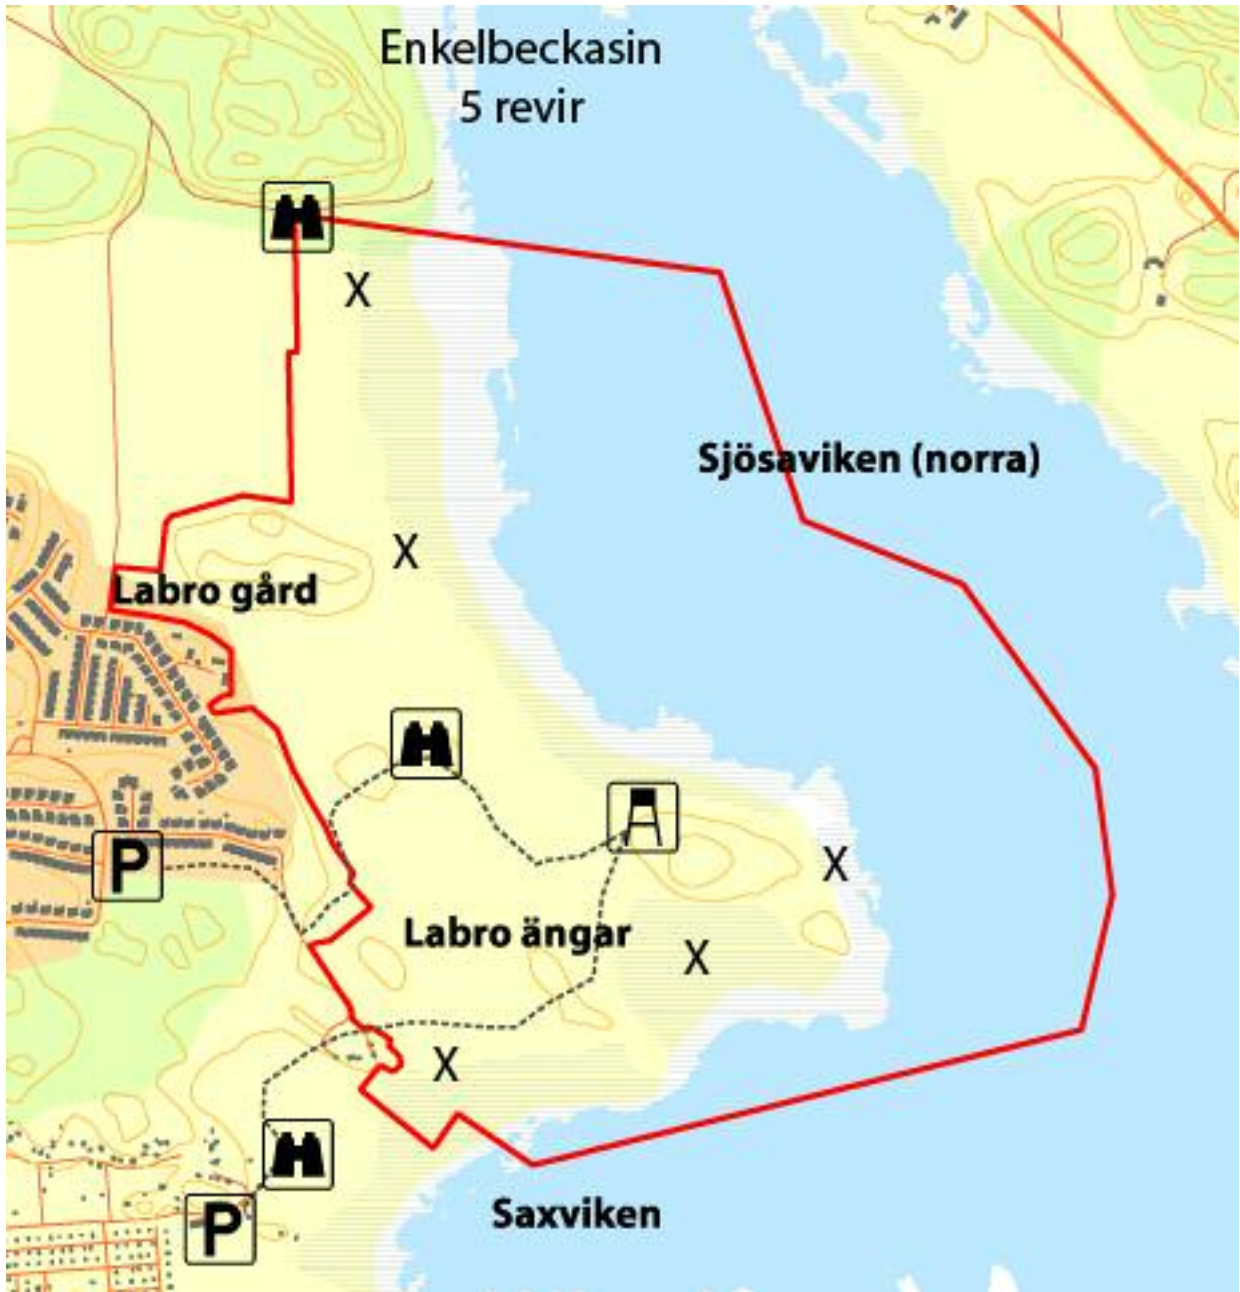 Enkelbeckasin
5 revir
X
Sjösaviken (norra)
X
Labro gård
P
X
Labro ängar
X
X
P
Saxviken